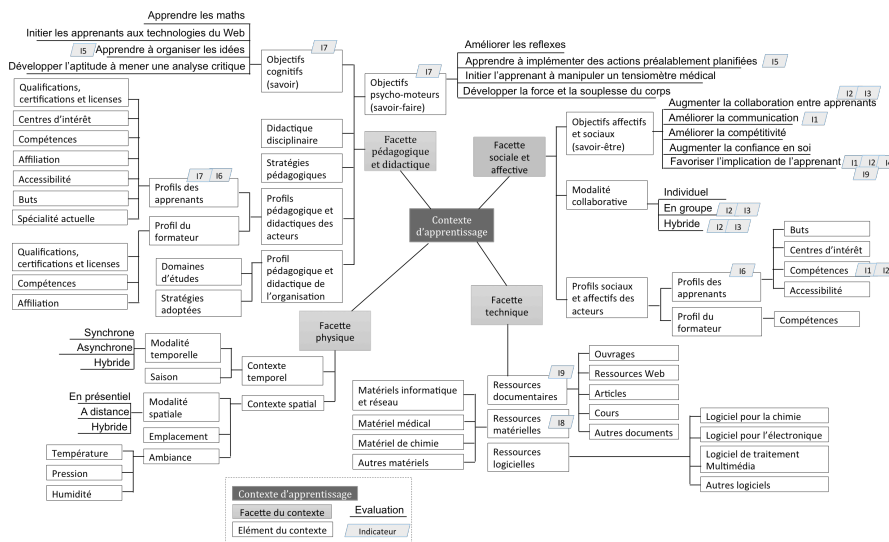 Apprendre les maths
Initier les apprenants aux technologies du Web
I5 Apprendre à organiser les idées
Développer l'aptitude à mener une analyse critique
I7
Objectifs
cognitifs
(savoir)
I7
Objectifs
psycho-moteurs
(savoir-faire)
Améliorer les reflexes
Apprendre à implémenter des actions préalablement planifiées I5
Initier l'apprenant à manipuler un tensiomètre médical
Développer la force et la souplesse du corps
Qualifications,
certifications et licenses
Centres d'intérêt
Compétences
Affiliation
Accessibilité
Buts
Spécialité actuelle
I7 I6
Profils des
apprenants
Profil du
formateur
Qualifications,
certifications et licenses
Compétences
Affiliation
Didactique
disciplinaire
Stratégies
pédagogiques
Profils
pédagogique et
didactiques des
acteurs
Domaines
d'études
Stratégies
adoptées
Profil
pédagogique et
didactique de
l'organisation
Facette
pédagogique
et didactique
Facette
sociale et
affective
Contexte
d'apprentissage
Objectifs affectifs
et sociaux
(savoir-être)
I2 I3
Augmenter la collaboration entre apprenants
Améliorer la communication I1
Améliorer la compétitivité
Augmenter la confiance en soi
Favoriser l'implication de l'apprenant I1 I2 I4
I9
Modalité
collaborative
Individuel
En groupe I2 I3
Hybride I2 I3
Profils sociaux
et affectifs des
acteurs
I6
Profils des
apprenants
Buts
Centres d'intérêt
Compétences I1 I2
Accessibilité
Profil du
formateur
Compétences
Facette
physique
Facette
technique
Synchrone
Asynchrone
Hybride
Modalité
temporelle
Saison
Contexte
temporel
En présentiel
A distance
Hybride
Modalité
spatiale
Emplacement
Ambiance
Contexte spatial
Température
Pression
Humidité
Matériels informatique
et réseau
Matériel médical
Matériel de chimie
Autres matériels
I9
Ressources
documentaires
Ressources
matérielles
I8
Ressources
logicielles
Ouvrages
Ressources Web
Articles
Cours
Autres documents
Logiciel pour la chimie
Logiciel pour l'électronique
Logiciel de traitement
Multimédia
Autres logiciels
Contexte d'apprentissage
Facette du contexte
Evaluation
Elément du contexte
Indicateur